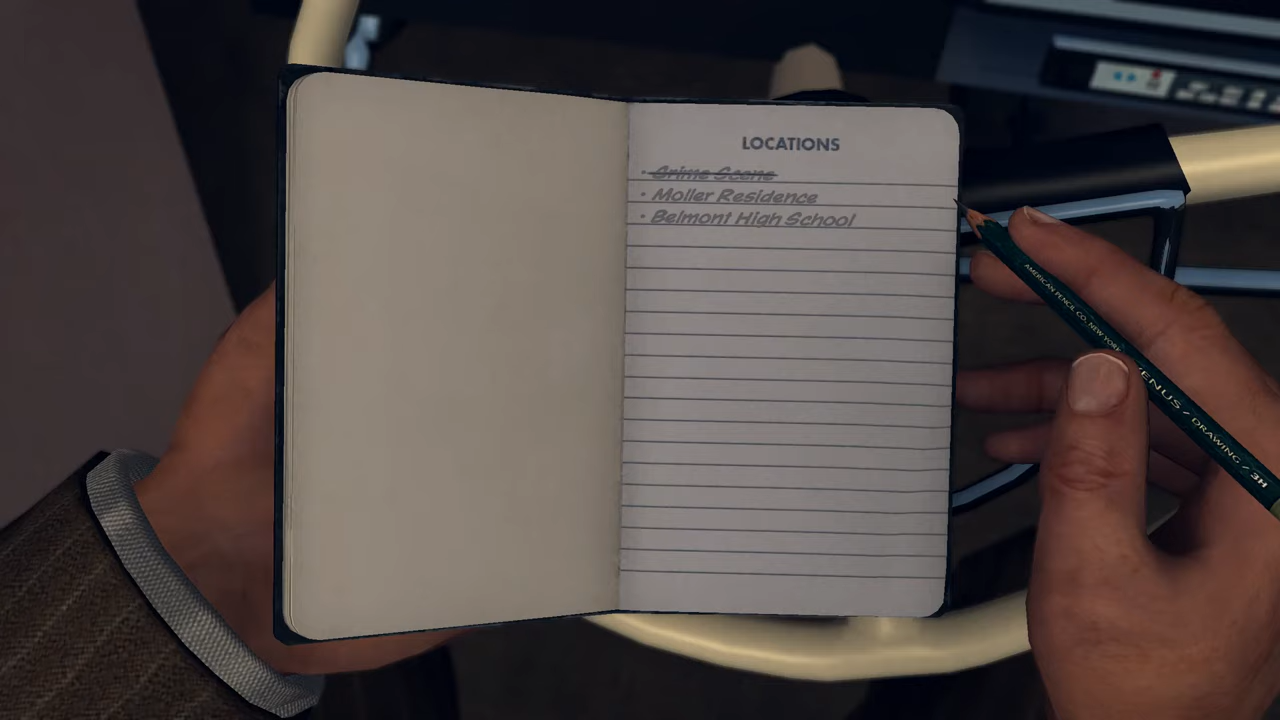 LOCATIONS
• Crime Scene
• Moller Residence
• Belmont High School
AMERICAN PENCIL CO., NEW YORK
VENUS / DRAWING / 3H